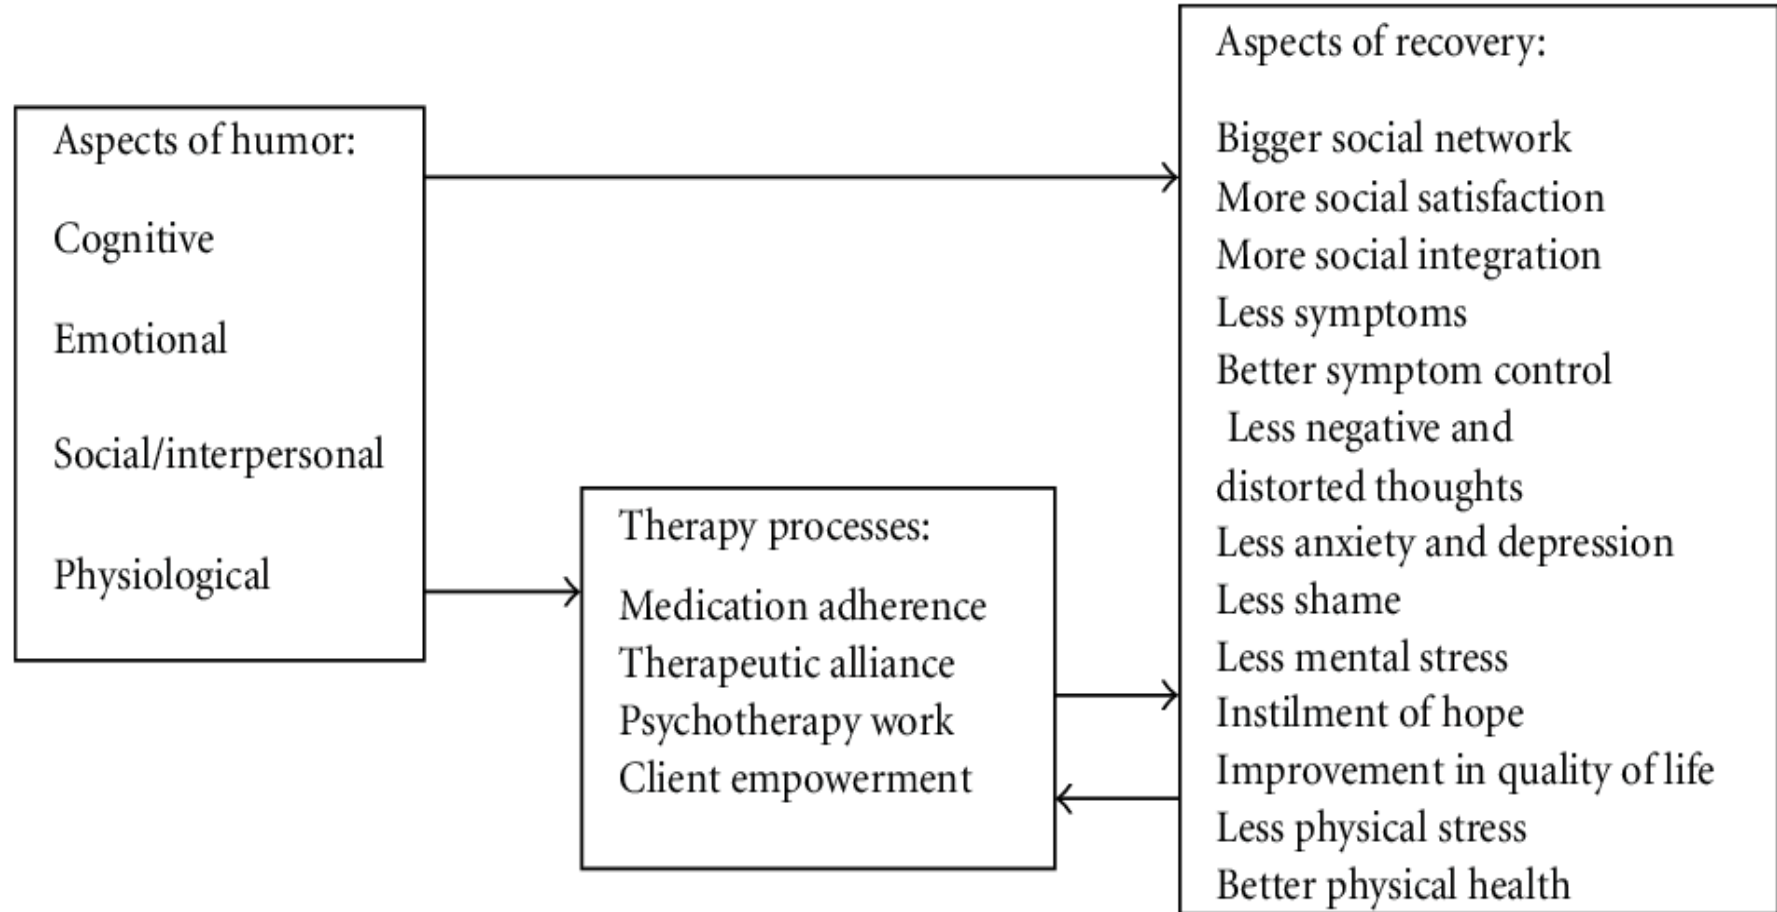 Aspects of humor:
Cognitive
Emotional
Social/interpersonal
Physiological
Therapy processes:
Medication adherence
Therapeutic alliance
Psychotherapy work
Client empowerment
Aspects of recovery:
Bigger social network
More social satisfaction
More social integration
Less symptoms
Better symptom control
Less negative and
distorted thoughts
Less anxiety and depression
Less shame
Less mental stress
Instilment of hope
Improvement in quality of life
Less physical stress
Better physical health